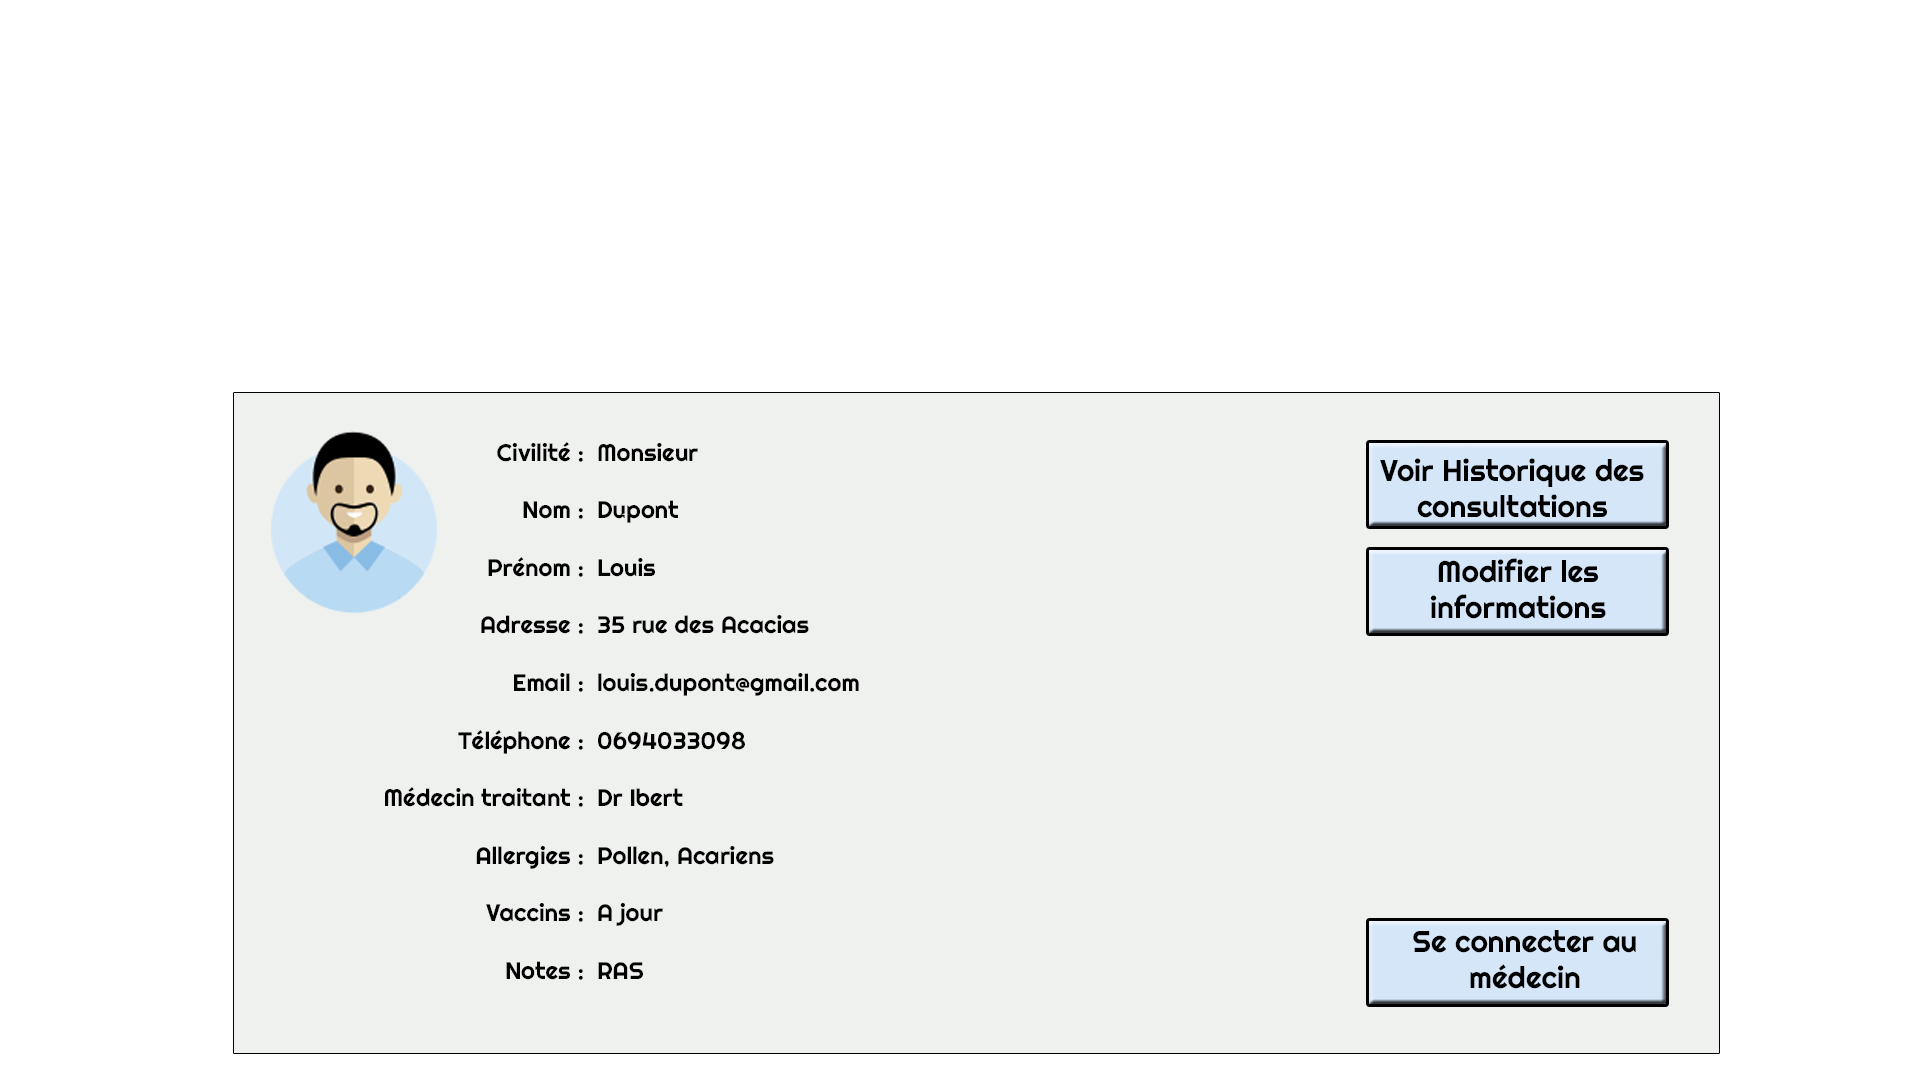 Civilité : Monsieur
Nom : Dupont
Prénom : Louis
Adresse : 35 rue des Acacias
Email : louis.dupont@gmail.com
Téléphone : 0694033098
Médecin traitant : Dr Ibert
Allergies : Pollen, Acariens
Vaccins : A jour
Notes : RAS
Voir Historique des
consultations
Modifier les
informations
Se connecter au
médecin